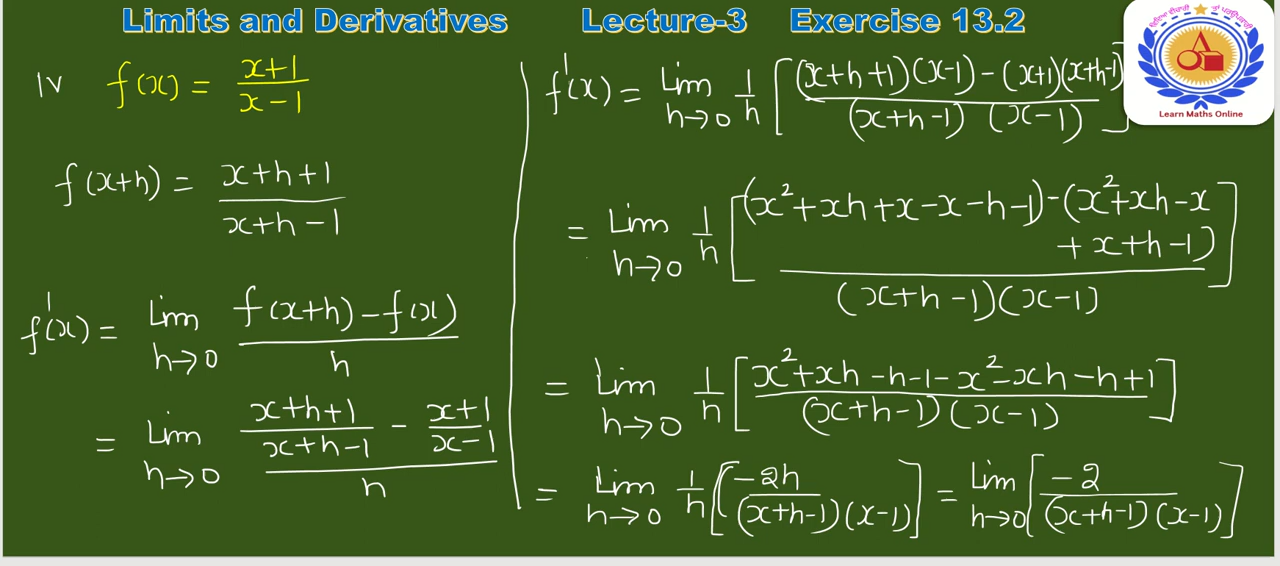 Limits and Derivatives Lecture-3 Exercise 13.2
iv f(x) = (x+1)/(x-1)
f(x+h) = (x+h+1)/(x+h-1)
f'(x) = Lim h→0 (f(x+h) - f(x))/h
= Lim h→0 ((x+h+1)/(x+h-1) - (x+1)/(x-1))/h
f'(x) = Lim h→0 1/h [((x+h+1)(x-1) - (x+1)(x+h-1))/((x+h-1)(x-1))]
= Lim h→0 1/h [((x²+xh+x-x-h-1) - (x²+xh-x+x+h-1))/((x+h-1)(x-1))]
= Lim h→0 1/h [(x²+xh-h-1-x²-xh-h+1)/((x+h-1)(x-1))]
= Lim h→0 1/h [(-2h)/((x+h-1)(x-1))] = Lim h→0 [(-2)/((x+h-1)(x-1))]
Learn Maths Online